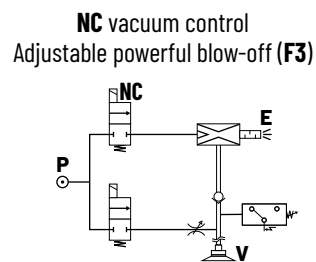 NC vacuum control
Adjustable powerful blow-off (F3)
NC
E
P
V